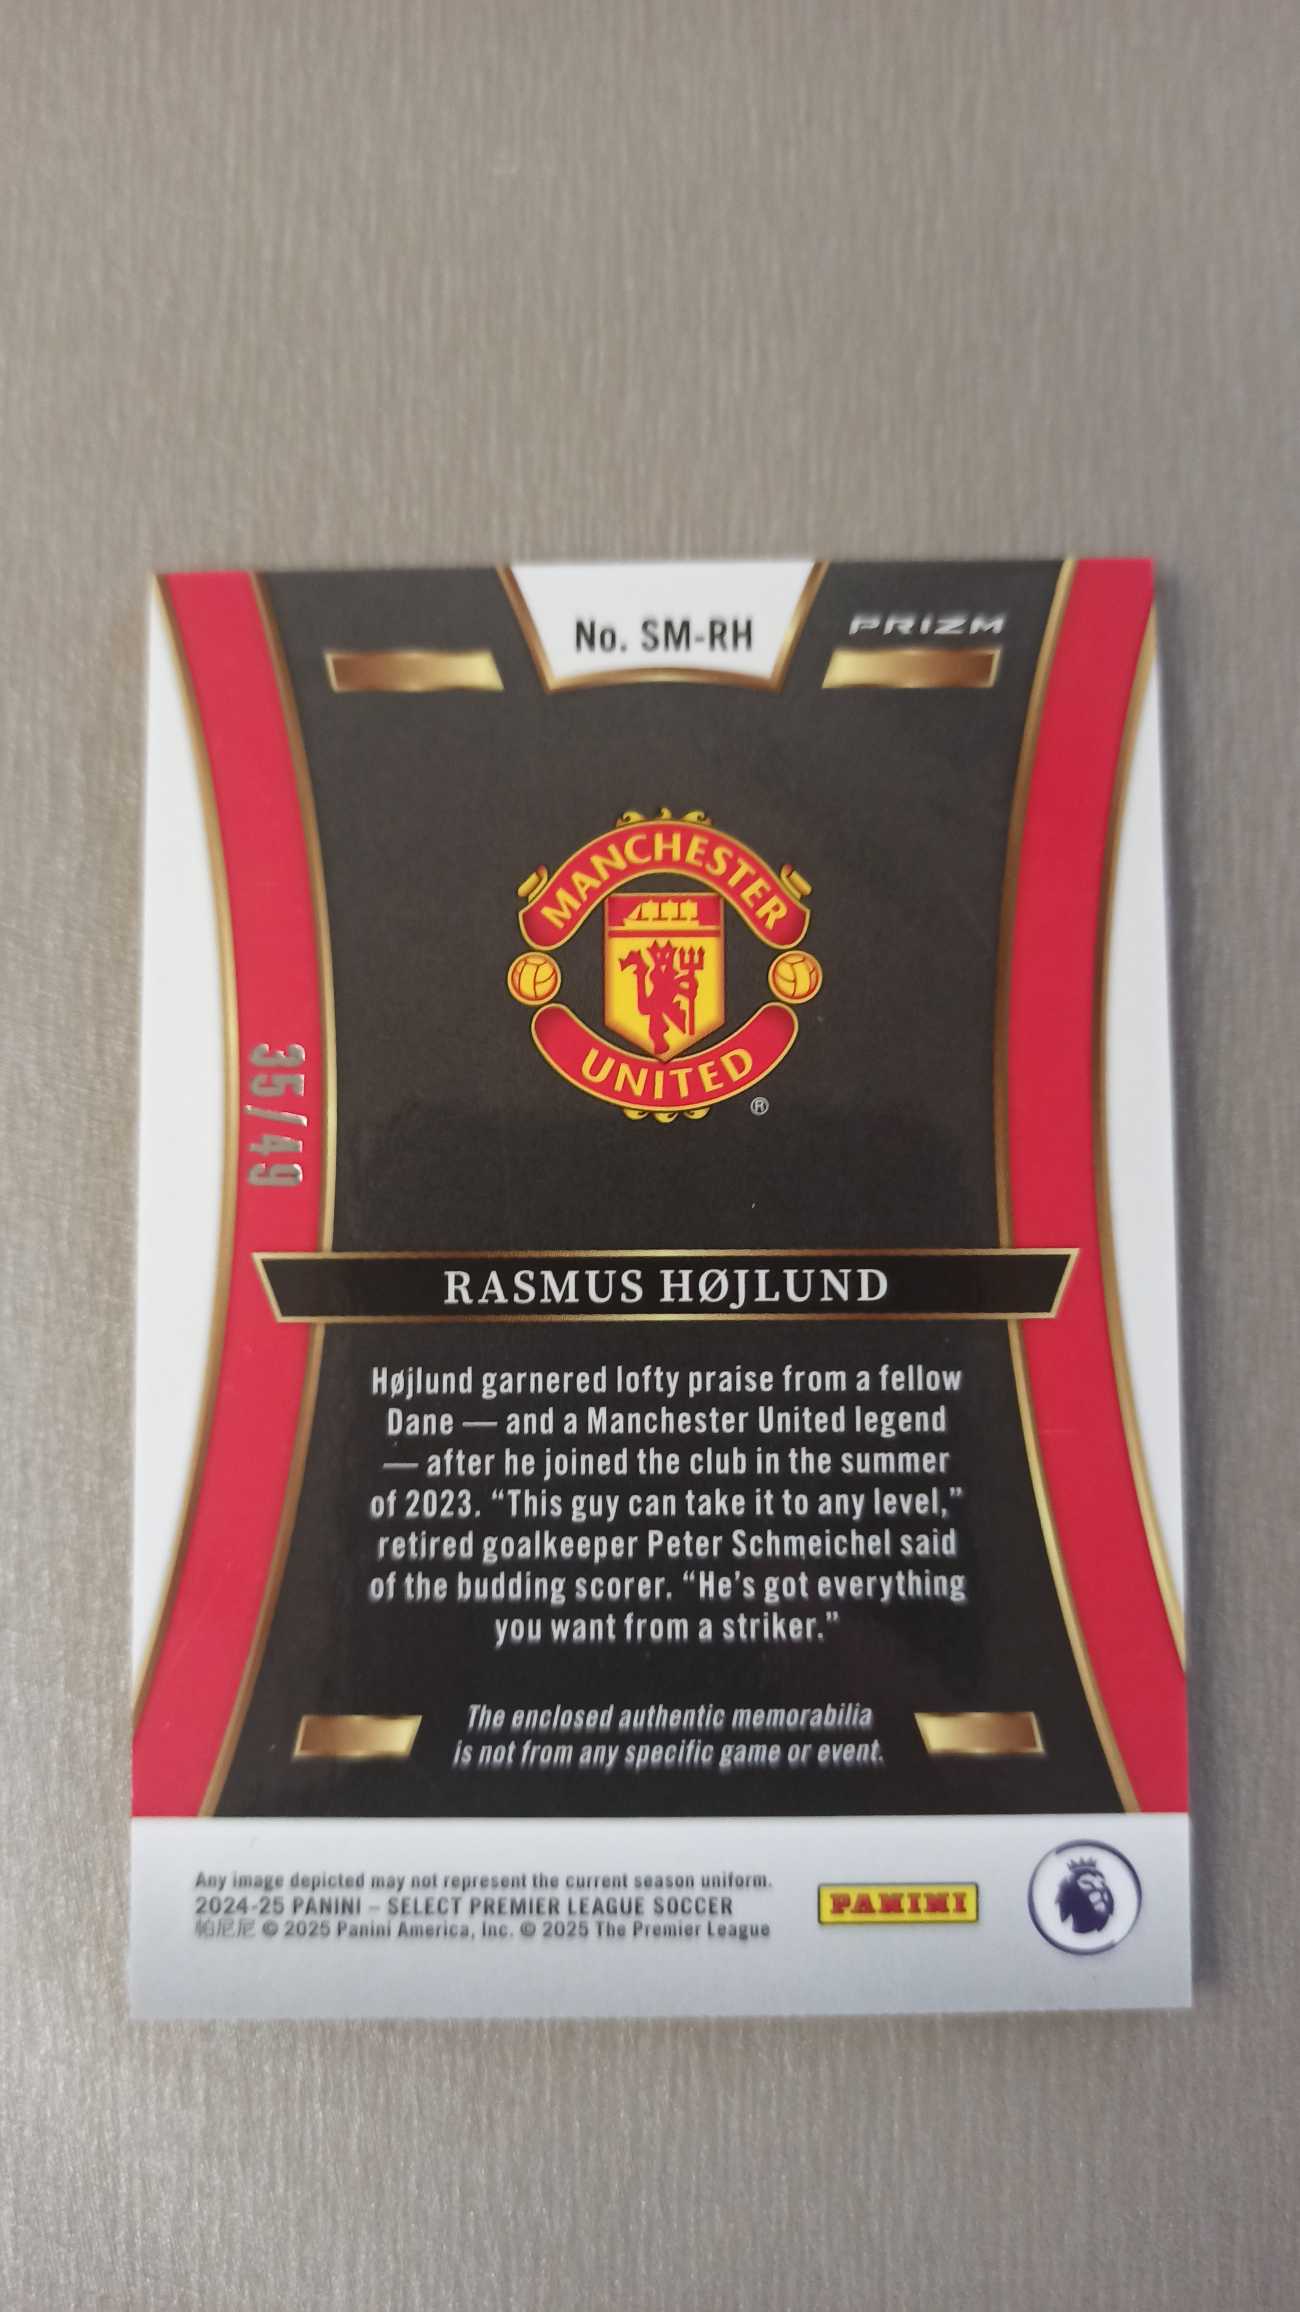 No. SM-RH
PRIZM
MANCHESTER
UNITED
®
35/49
RASMUS HØJLUND
Højlund garnered lofty praise from a fellow
Dane — and a Manchester United legend
— after he joined the club in the summer
of 2023. “This guy can take it to any level,”
retired goalkeeper Peter Schmeichel said
of the budding scorer. “He’s got everything
you want from a striker.”
The enclosed authentic memorabilia
is not from any specific game or event.
Any image depicted may not represent the current season uniform.
2024-25 PANINI – SELECT PREMIER LEAGUE SOCCER
帕尼尼 © 2025 Panini America, Inc. © 2025 The Premier League
PANINI